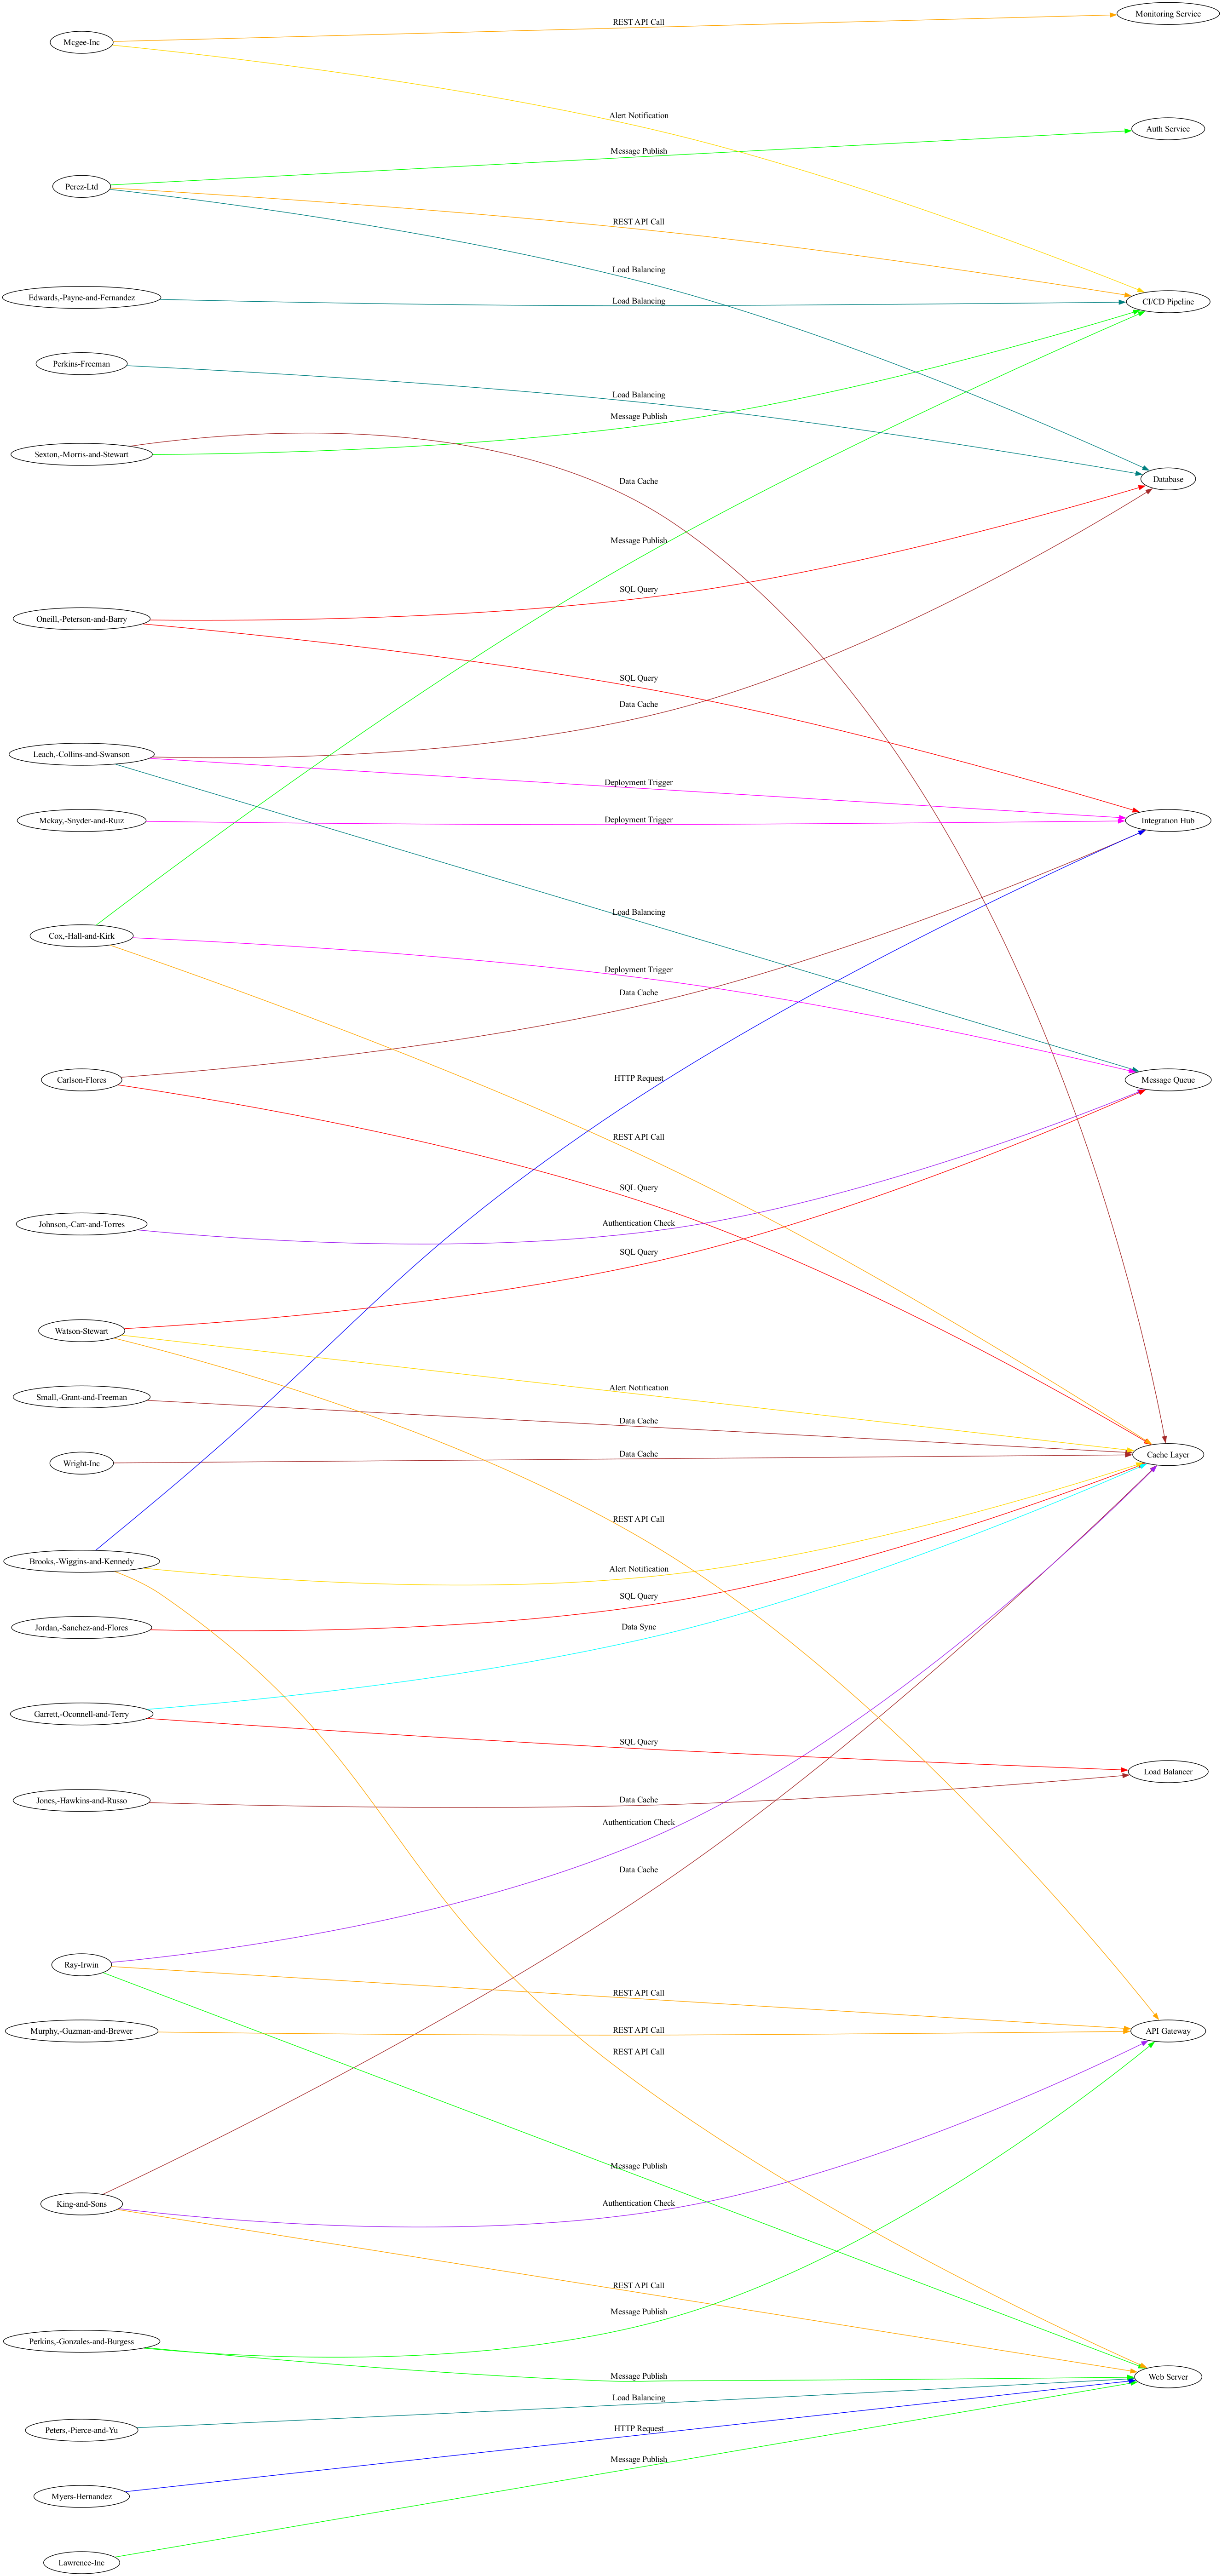 Monitoring Service
REST API Call
Mcgee-Inc
Alert Notification
Auth Service
Message Publish
Perez-Ltd
REST API Call
Load Balancing
Edwards,-Payne-and-Fernandez
Load Balancing
CI/CD Pipeline
Perkins-Freeman
Load Balancing
Message Publish
Sexton,-Morris-and-Stewart
Data Cache
Database
Message Publish
SQL Query
Oneill,-Peterson-and-Barry
SQL Query
Data Cache
Leach,-Collins-and-Swanson
Deployment Trigger
Mckay,-Snyder-and-Ruiz
Deployment Trigger
Integration Hub
Load Balancing
Cox,-Hall-and-Kirk
Deployment Trigger
Data Cache
Carlson-Flores
HTTP Request
Message Queue
REST API Call
SQL Query
Johnson,-Carr-and-Torres
Authentication Check
SQL Query
Watson-Stewart
Alert Notification
Small,-Grant-and-Freeman
Data Cache
Data Cache
Cache Layer
Wright-Inc
REST API Call
Brooks,-Wiggins-and-Kennedy
Alert Notification
SQL Query
Jordan,-Sanchez-and-Flores
Data Sync
Garrett,-Oconnell-and-Terry
SQL Query
Load Balancer
Jones,-Hawkins-and-Russo
Data Cache
Authentication Check
Data Cache
Ray-Irwin
REST API Call
Murphy,-Guzman-and-Brewer
REST API Call
API Gateway
REST API Call
Message Publish
King-and-Sons
Authentication Check
REST API Call
Message Publish
Perkins,-Gonzales-and-Burgess
Message Publish
Web Server
Load Balancing
Peters,-Pierce-and-Yu
HTTP Request
Message Publish
Myers-Hernandez
Lawrence-Inc